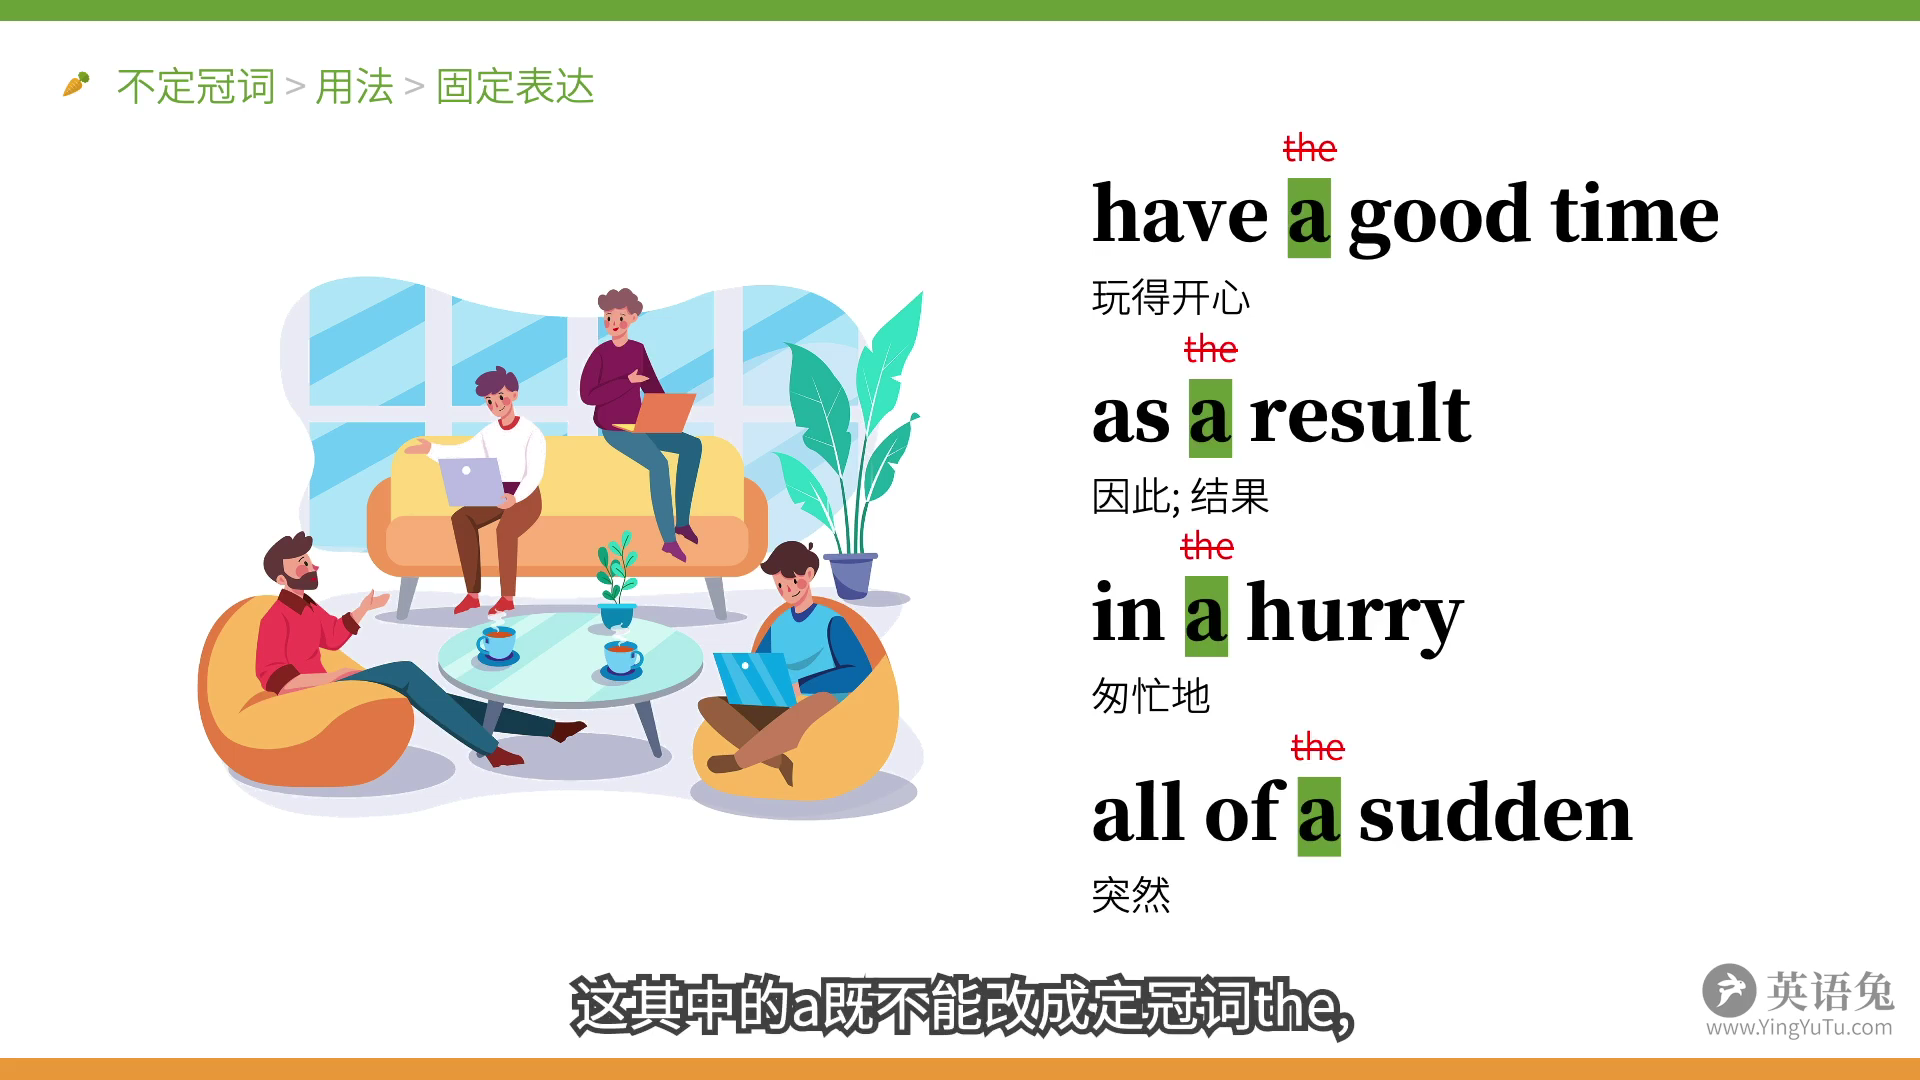 不定冠词 > 用法 > 固定表达
the
have a good time
玩得开心
the
as a result
因此; 结果
the
in a hurry
匆忙地
the
all of a sudden
突然
这其中的a既不能改成定冠词the,
英语兔
www.YingYuTu.com